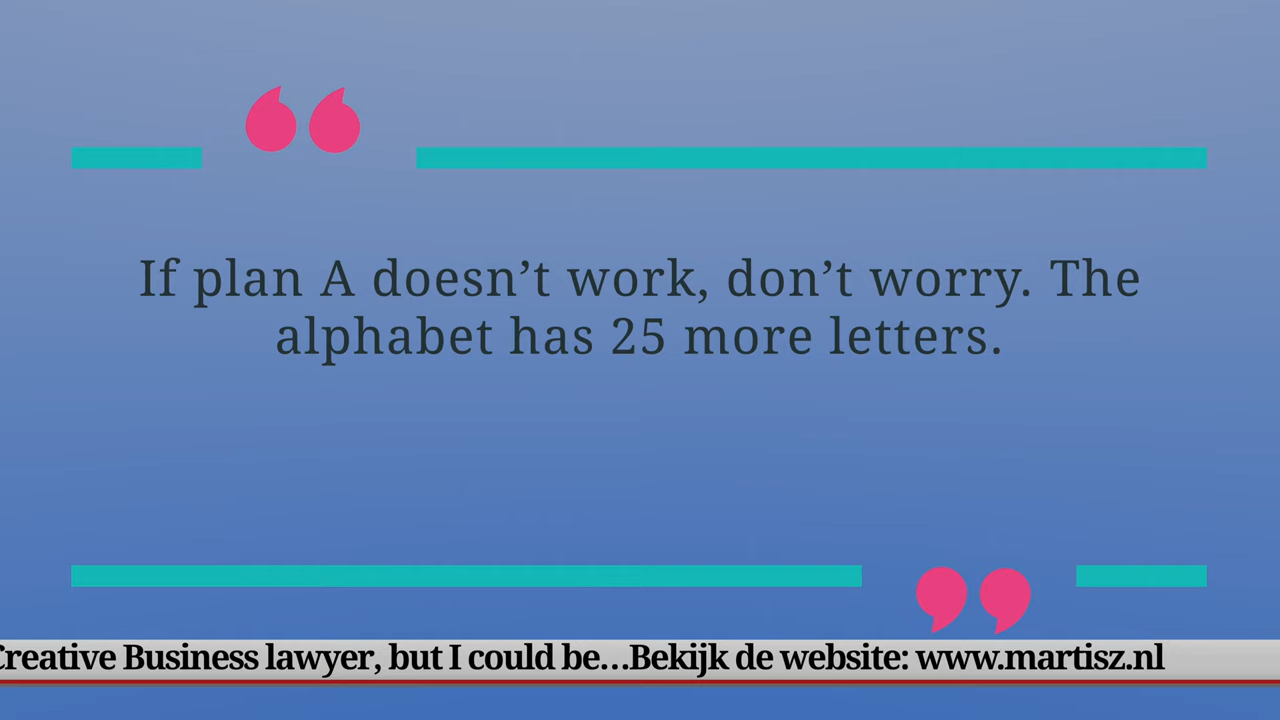 If plan A doesn’t work, don’t worry. The
alphabet has 25 more letters.
Creative Business lawyer, but I could be…Bekijk de website: www.martisz.nl